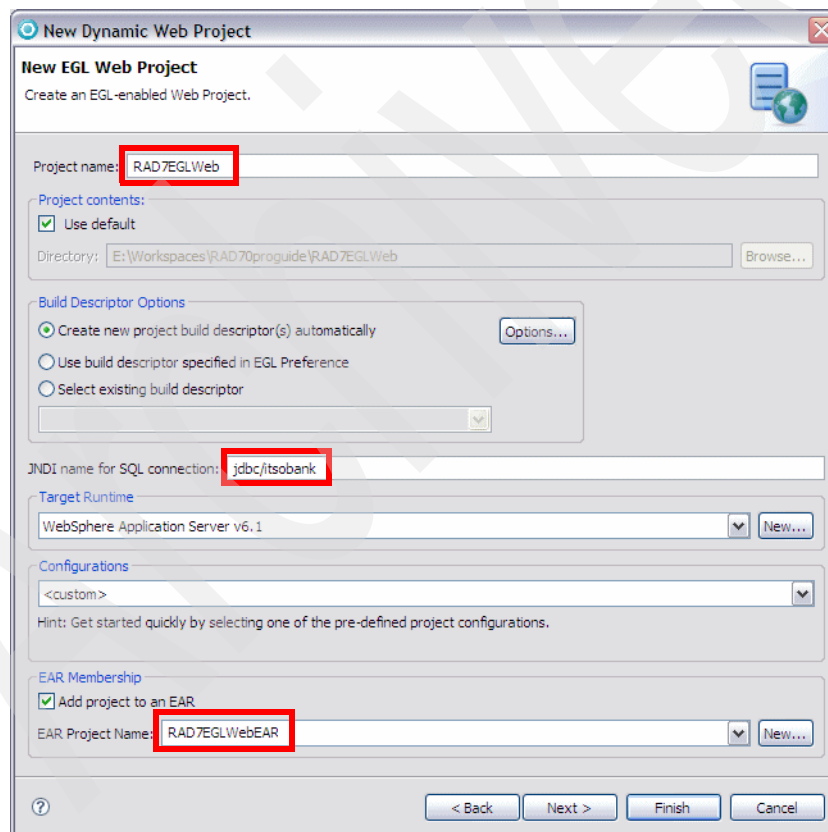 New Dynamic Web Project
New EGL Web Project
Create an EGL-enabled Web Project.
Project name: RAD7EGLWeb
Project contents:
Use default
Directory: E:\Workspaces\RAD70proguide\RAD7EGLWeb Browse...
Build Descriptor Options
Create new project build descriptor(s) automatically Options...
Use build descriptor specified in EGL Preference
Select existing build descriptor
JNDI name for SQL connection: jdbc/itsobank
Target Runtime
WebSphere Application Server v6.1 New...
Configurations
<custom>
Hint: Get started quickly by selecting one of the pre-defined project configurations.
EAR Membership
Add project to an EAR
EAR Project Name: RAD7EGLWebEAR New...
? < Back Next > Finish Cancel